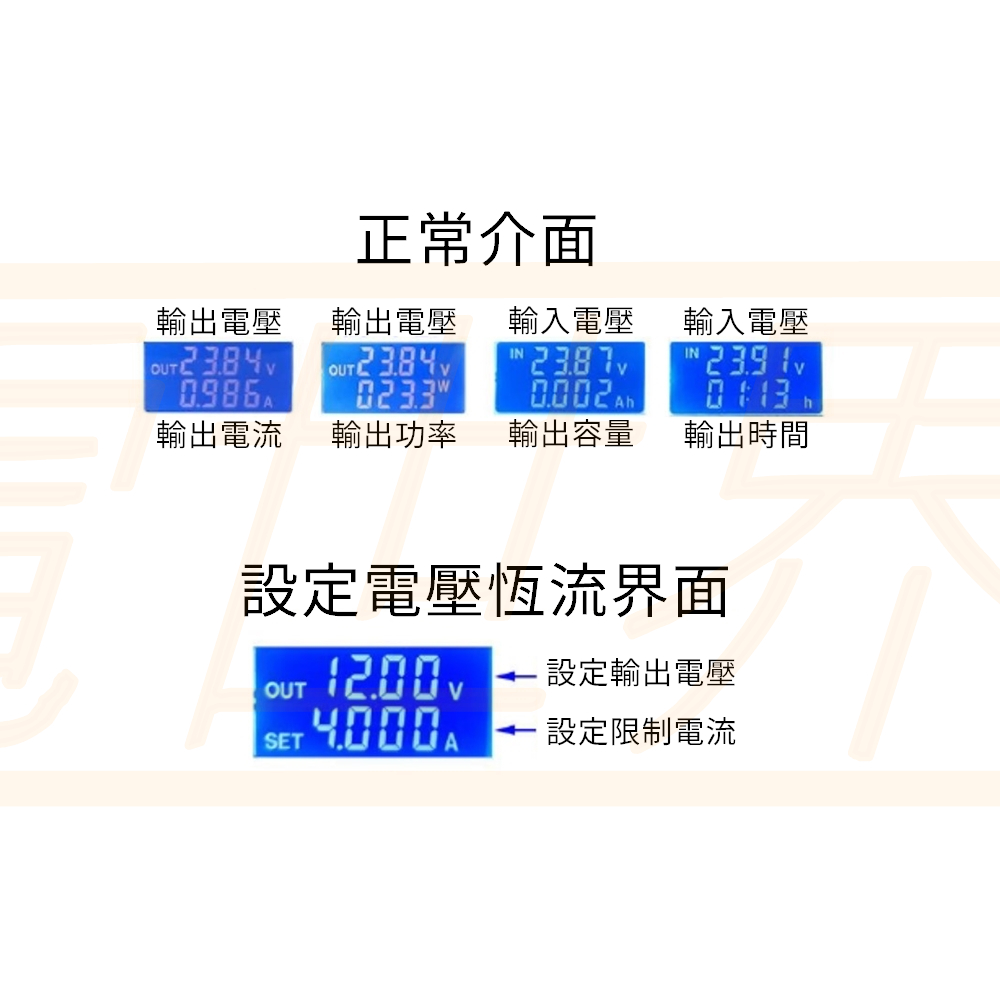 正常介面
輸出電壓 輸出電壓 輸入電壓 輸入電壓
OUT 23.84 V OUT 23.84 V IN 23.87 V IN 23.91 V
0.986 A 023.3 W 0.002 Ah 01:13 h
輸出電流 輸出功率 輸出容量 輸出時間
設定電壓恆流界面
OUT 12.00 V 設定輸出電壓
SET 4.000 A 設定限制電流